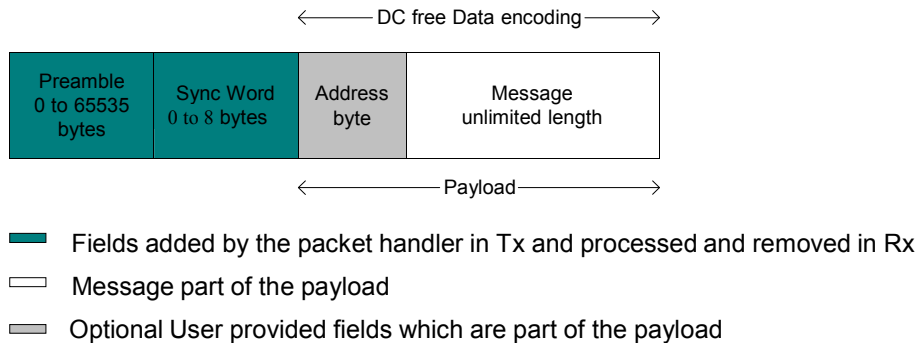 DC free Data encoding
Preamble
0 to 65535
bytes
Sync Word
0 to 8 bytes
Address
byte
Message
unlimited length
Payload
Fields added by the packet handler in Tx and processed and removed in Rx
Message part of the payload
Optional User provided fields which are part of the payload